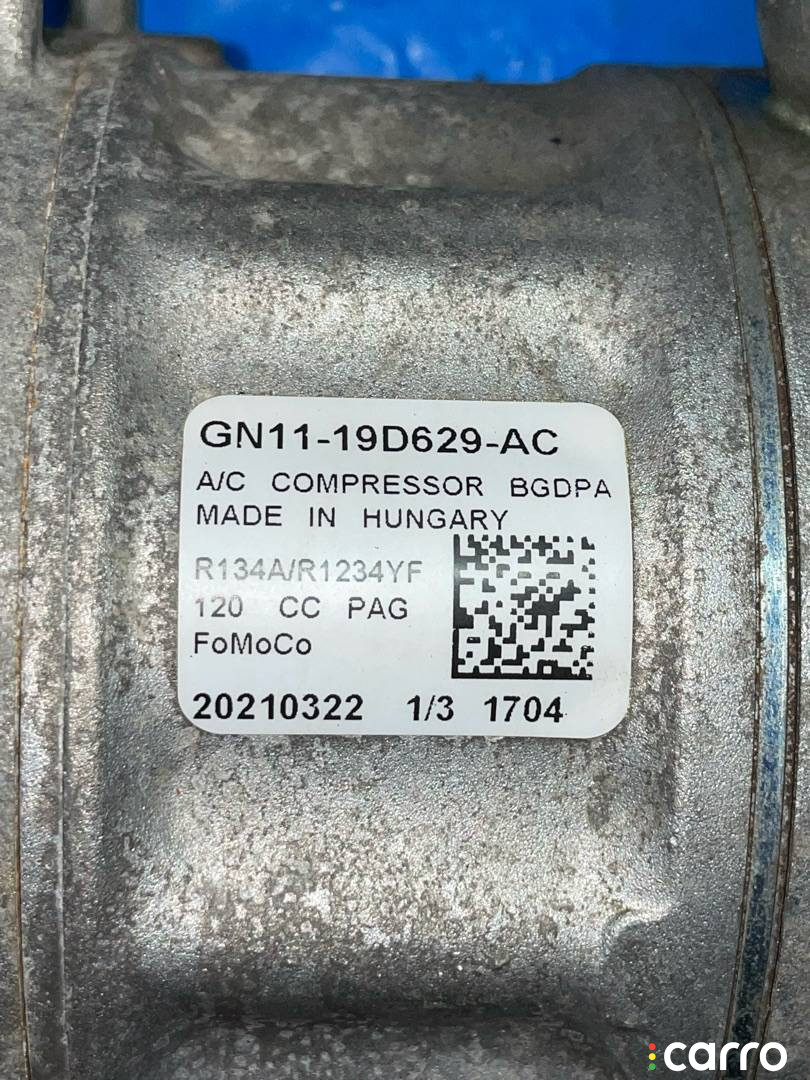 GN11-19D629-AC
A/C COMPRESSOR BGDPA
MADE IN HUNGARY
R134A/R1234YF
120 CC PAG
FoMoCo
20210322 1/3 1704
carro